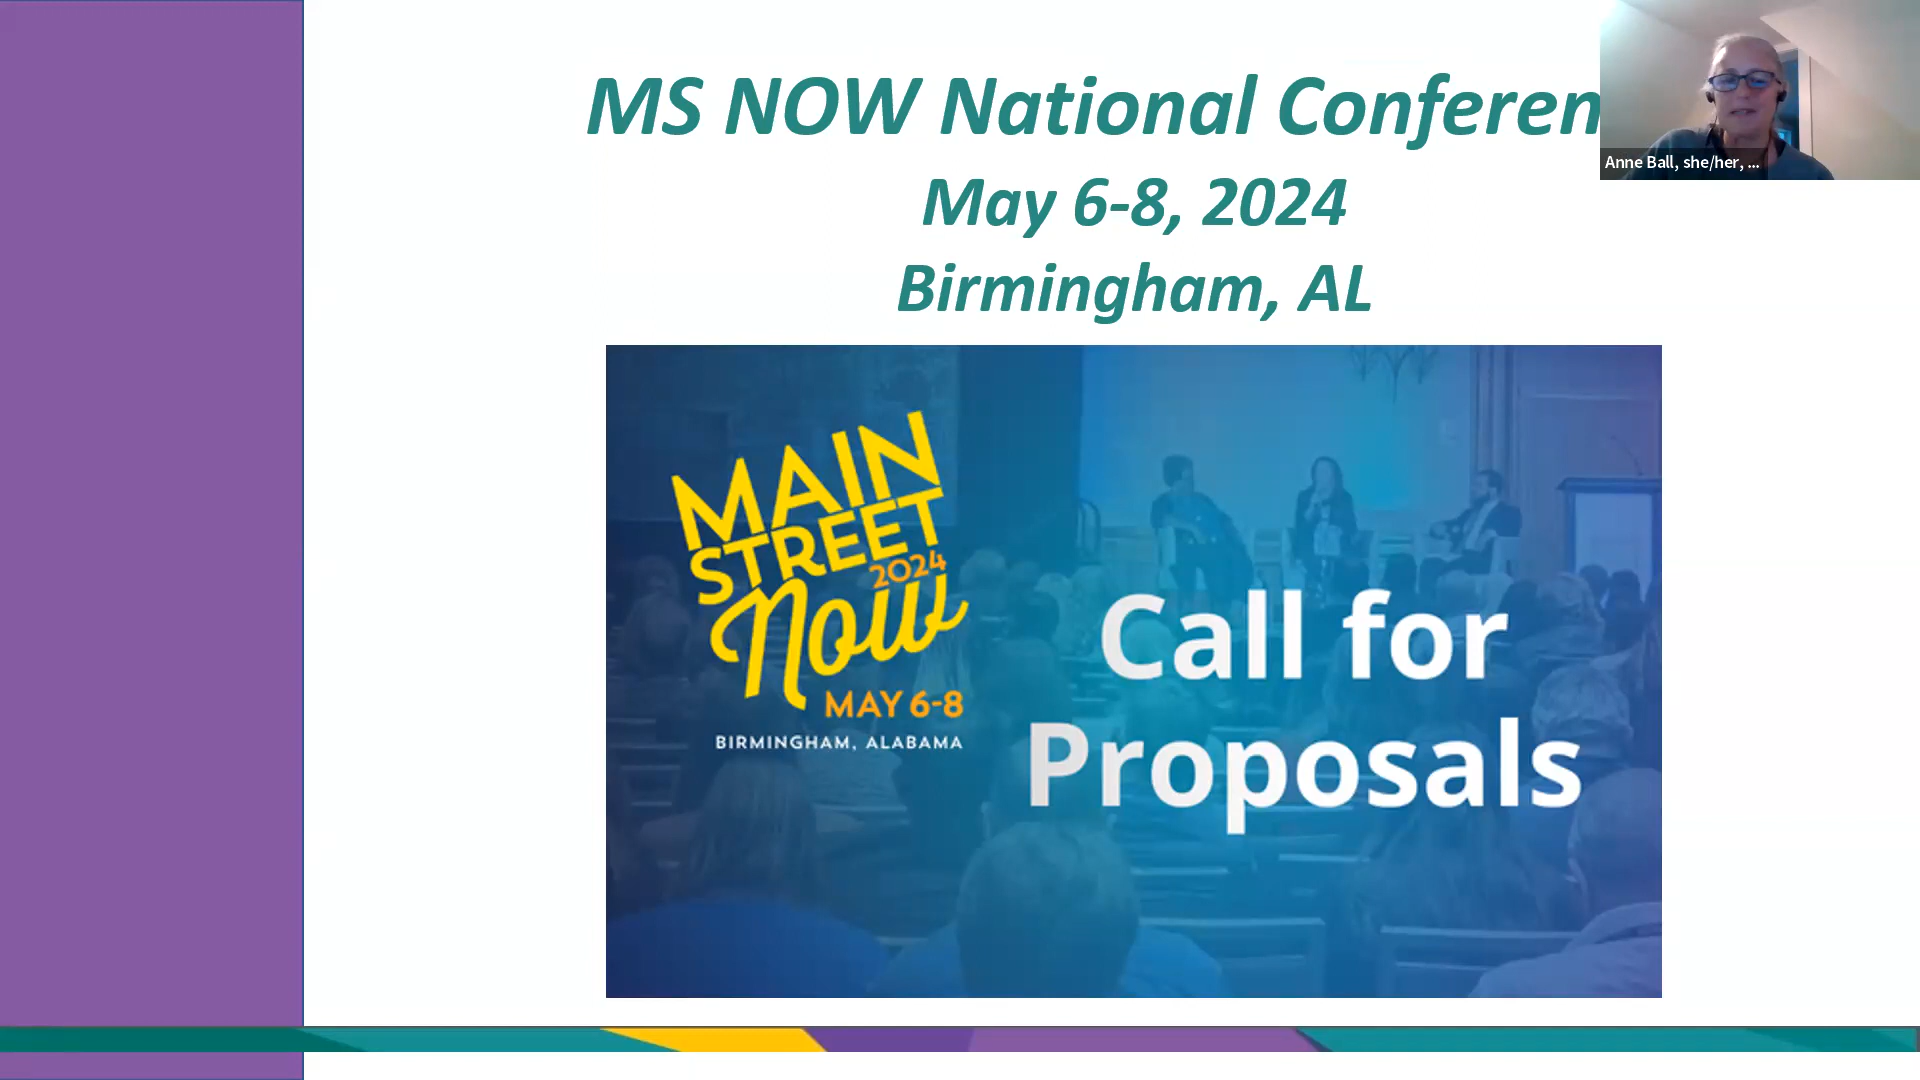 MS NOW National Conferen
May 6-8, 2024
Birmingham, AL
Anne Ball, she/her, ...
MAIN
STREET
2024
Now
MAY 6-8
BIRMINGHAM, ALABAMA
Call for
Proposals